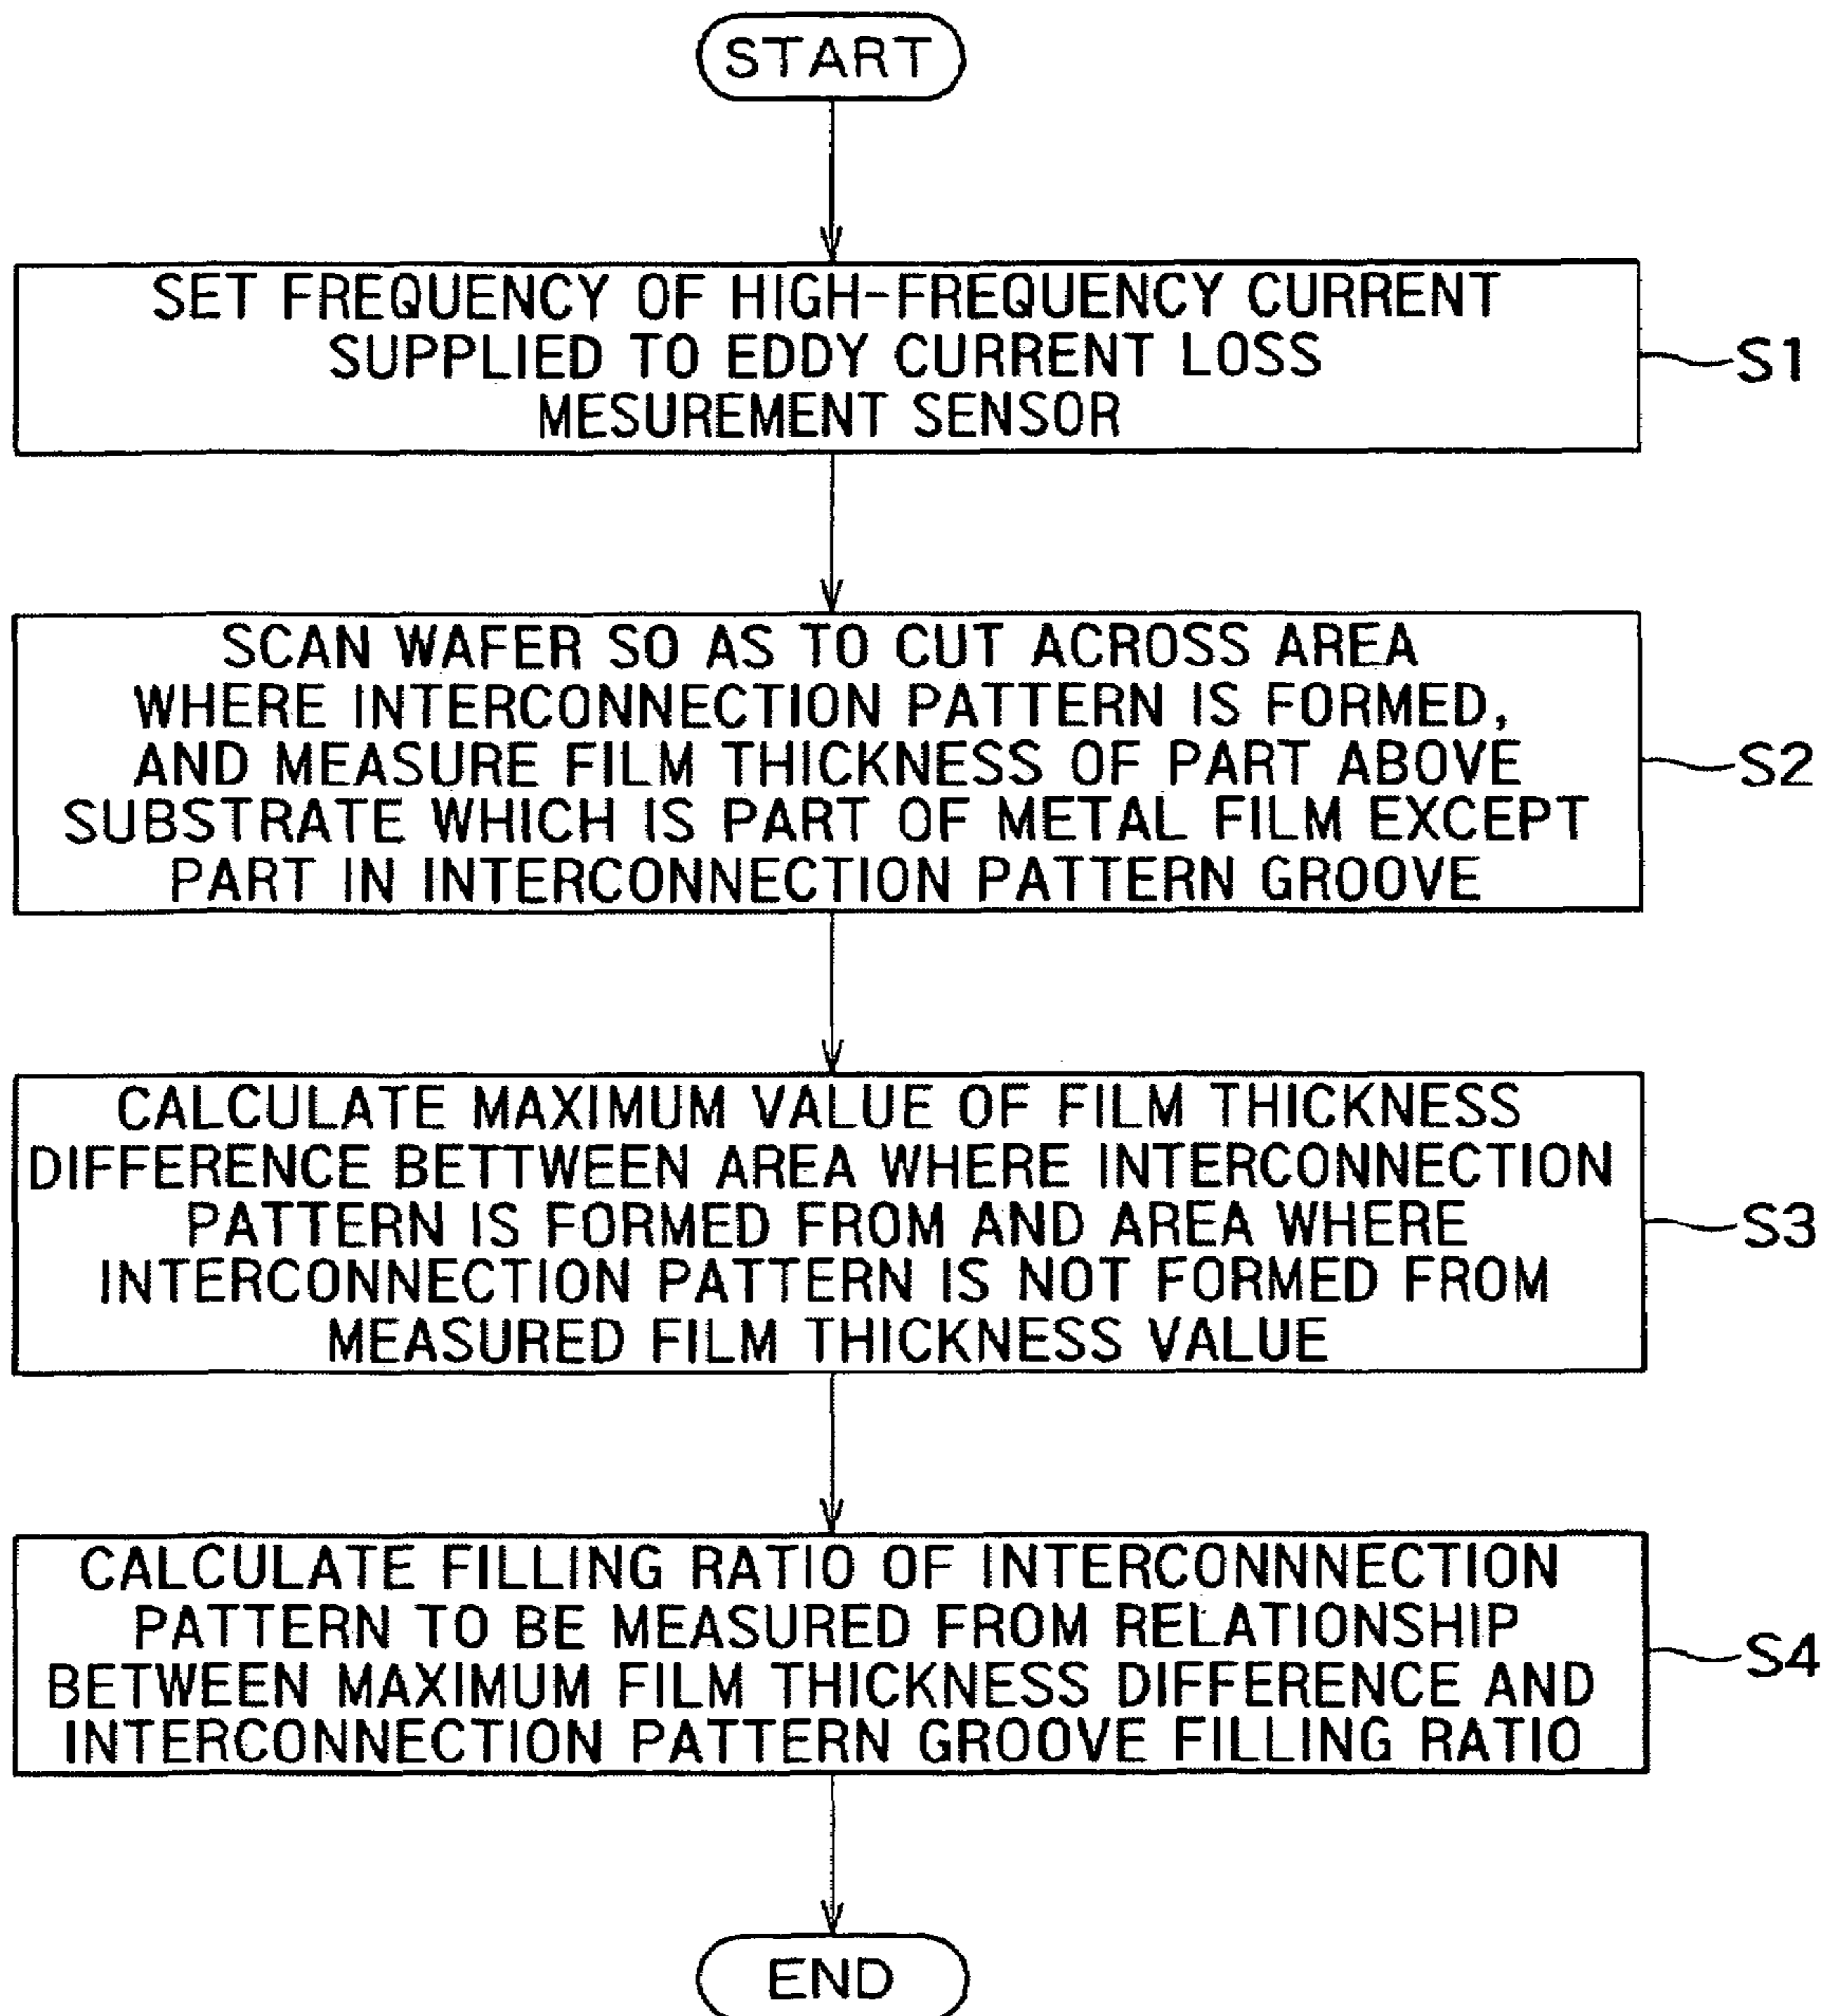 START
SET FREQUENCY OF HIGH-FREQUENCY CURRENT
SUPPLIED TO EDDY CURRENT LOSS
MESUREMENT SENSOR
S1
SCAN WAFER SO AS TO CUT ACROSS AREA
WHERE INTERCONNECTION PATTERN IS FORMED,
AND MEASURE FILM THICKNESS OF PART ABOVE
SUBSTRATE WHICH IS PART OF METAL FILM EXCEPT
PART IN INTERCONNECTION PATTERN GROOVE
S2
CALCULATE MAXIMUM VALUE OF FILM THICKNESS
DIFFERENCE BETTWEEN AREA WHERE INTERCONNECTION
PATTERN IS FORMED FROM AND AREA WHERE
INTERCONNECTION PATTERN IS NOT FORMED FROM
MEASURED FILM THICKNESS VALUE
S3
CALCULATE FILLING RATIO OF INTERCONNNECTION
PATTERN TO BE MEASURED FROM RELATIONSHIP
BETWEEN MAXIMUM FILM THICKNESS DIFFERENCE AND
INTERCONNECTION PATTERN GROOVE FILLING RATIO
S4
END